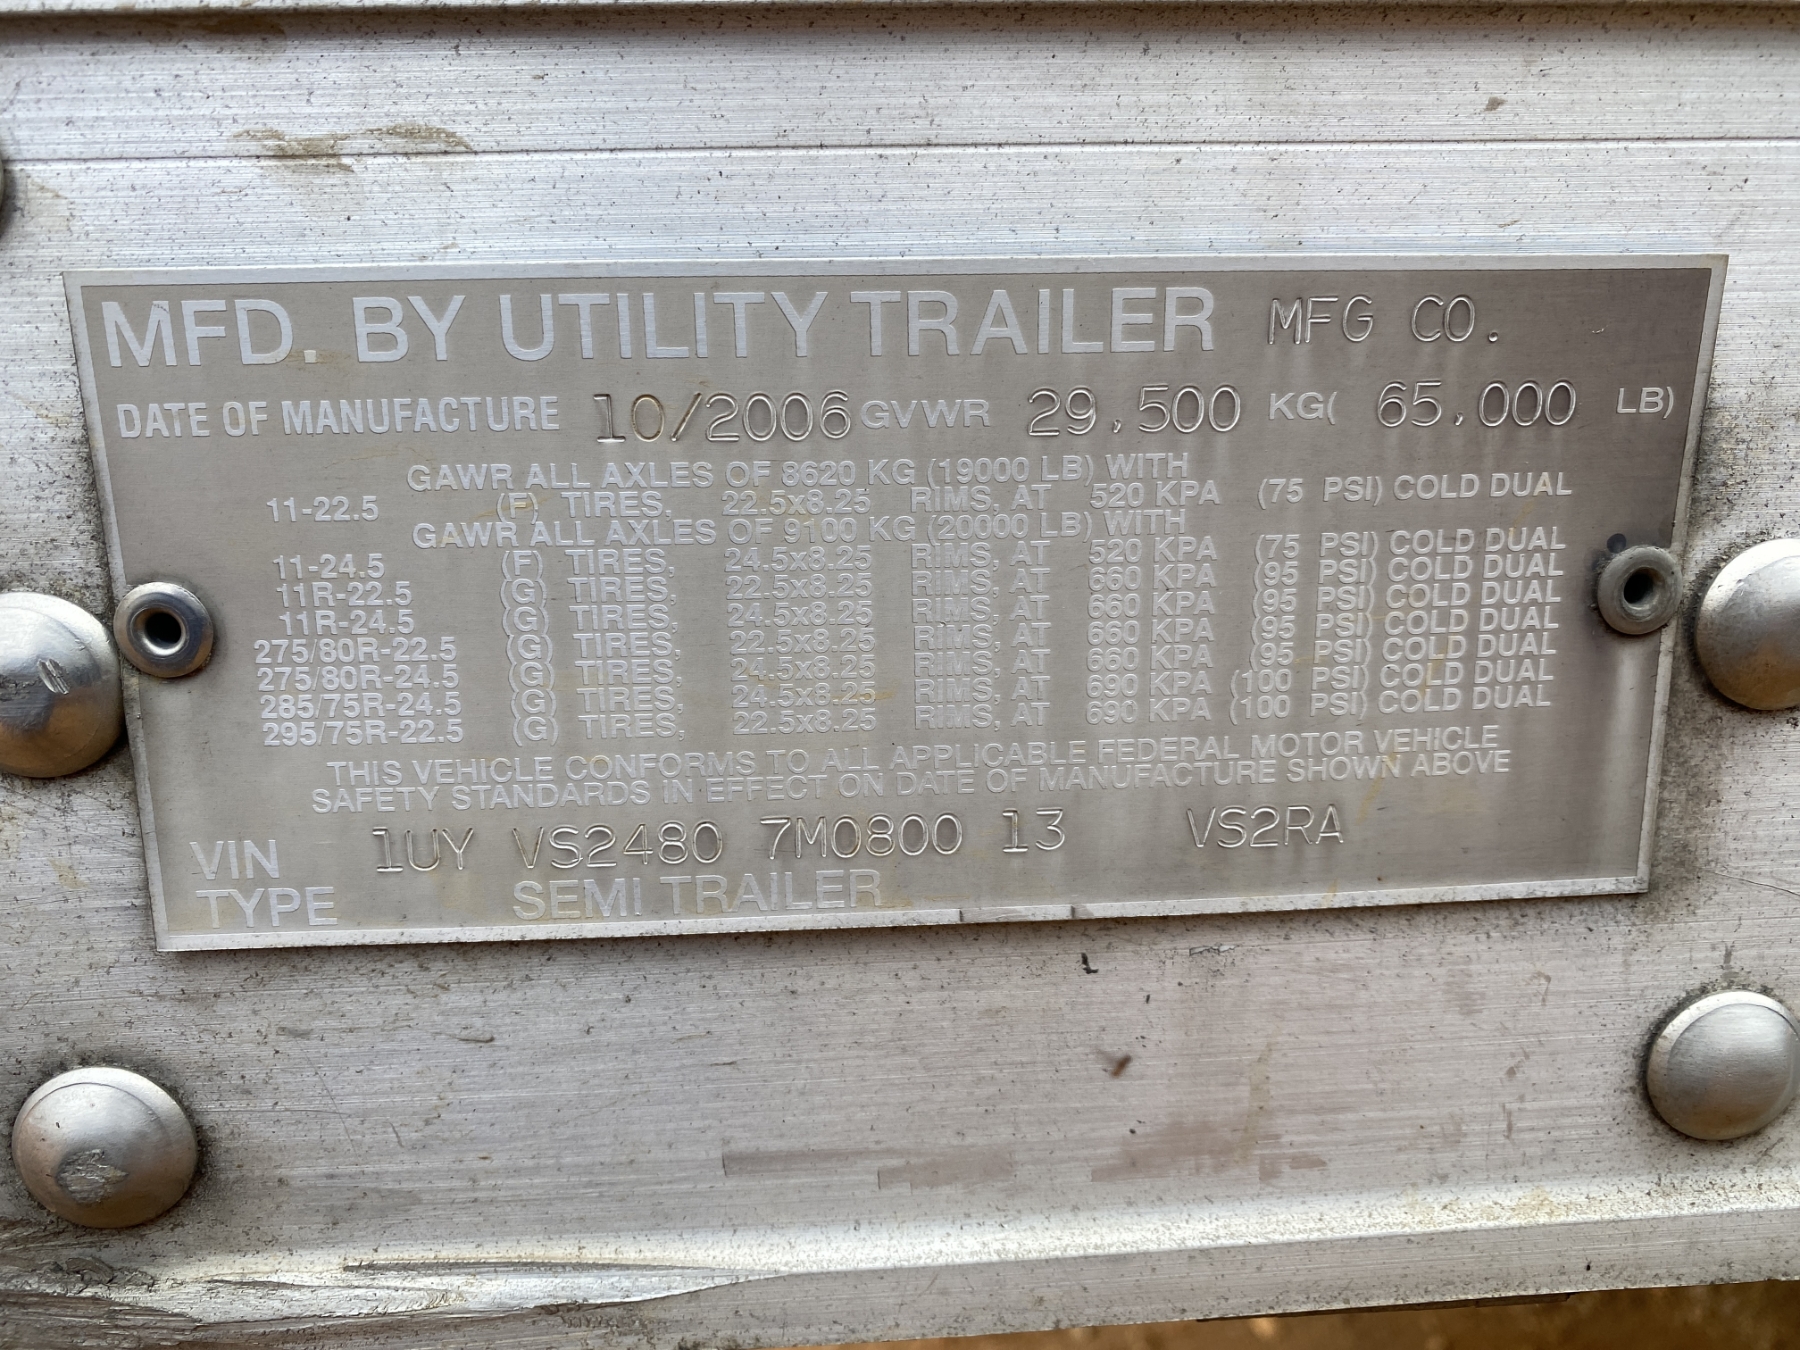 MFD. BY UTILITY TRAILER MFG CO.
DATE OF MANUFACTURE 10/2006 GVWR 29,500 KG( 65,000 LB)
GAWR ALL AXLES OF 8620 KG (19000 LB) WITH
11-22.5 (F) TIRES, 22.5x8.25 RIMS, AT 520 KPA (75 PSI) COLD DUAL
GAWR ALL AXLES OF 9100 KG (20000 LB) WITH
11-24.5 (F) TIRES, 24.5x8.25 RIMS, AT 520 KPA (75 PSI) COLD DUAL
11R-22.5 (G) TIRES, 22.5x8.25 RIMS, AT 660 KPA (95 PSI) COLD DUAL
11R-24.5 (G) TIRES, 24.5x8.25 RIMS, AT 660 KPA (95 PSI) COLD DUAL
275/80R-22.5 (G) TIRES, 22.5x8.25 RIMS, AT 660 KPA (95 PSI) COLD DUAL
275/80R-24.5 (G) TIRES, 24.5x8.25 RIMS, AT 660 KPA (95 PSI) COLD DUAL
285/75R-24.5 (G) TIRES, 24.5x8.25 RIMS, AT 690 KPA (100 PSI) COLD DUAL
295/75R-22.5 (G) TIRES, 22.5x8.25 RIMS, AT 690 KPA (100 PSI) COLD DUAL
THIS VEHICLE CONFORMS TO ALL APPLICABLE FEDERAL MOTOR VEHICLE
SAFETY STANDARDS IN EFFECT ON DATE OF MANUFACTURE SHOWN ABOVE
VIN 1UY VS2480 7M0800 13 VS2RA
TYPE SEMI TRAILER